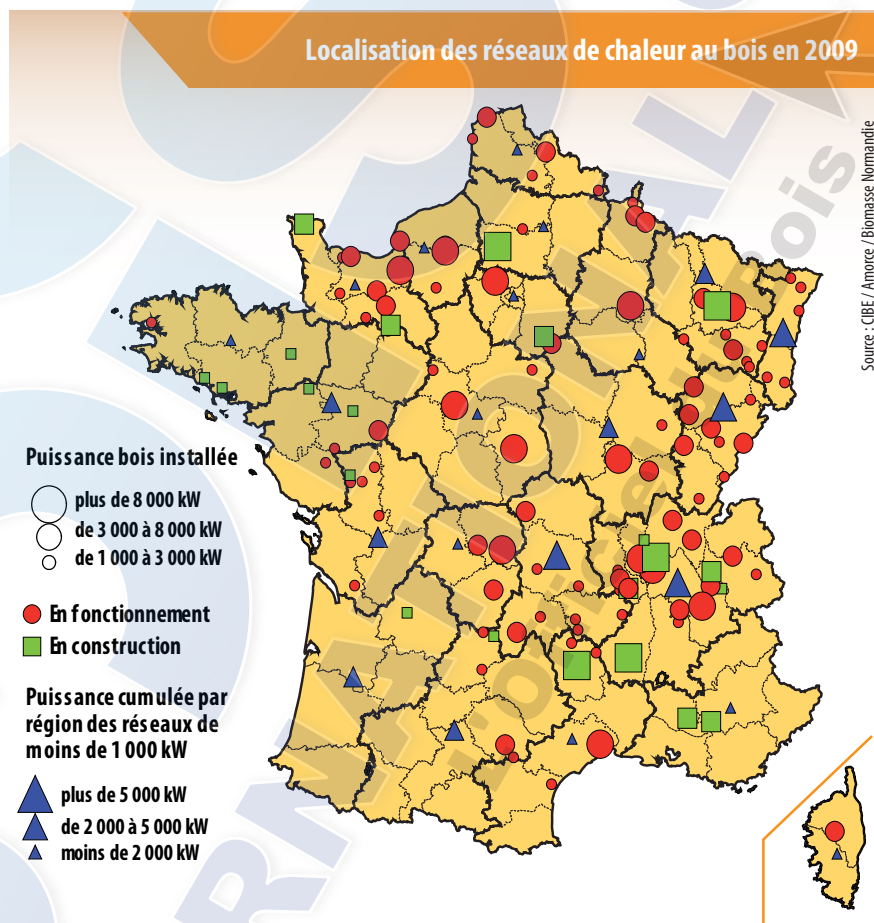 Localisation des réseaux de chaleur au bois en 2009
Source : CIBE / Amorce / Biomasse Normandie
Puissance bois installée
plus de 8 000 kW
de 3 000 à 8 000 kW
de 1 000 à 3 000 kW
En fonctionnement
En construction
Puissance cumulée par
région des réseaux de
moins de 1 000 kW
plus de 5 000 kW
de 2 000 à 5 000 kW
moins de 2 000 kW